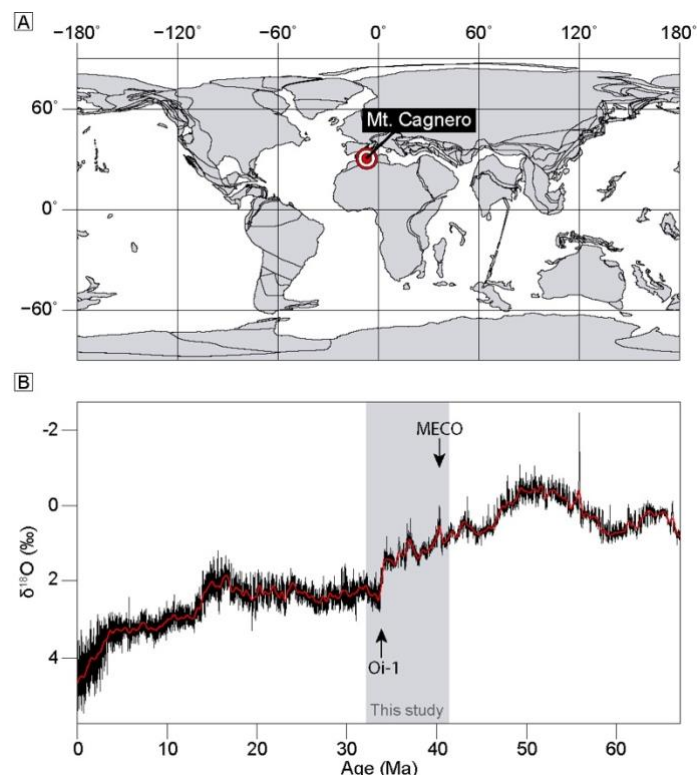 A
−180° −120° −60° 0° 60° 120° 180°
Mt. Cagnero
60°
0°
−60°
B
-2
MECO
0
δ¹⁸O (‰)
2
4
Oi-1
This study
0 10 20 30 40 50 60
Age (Ma)